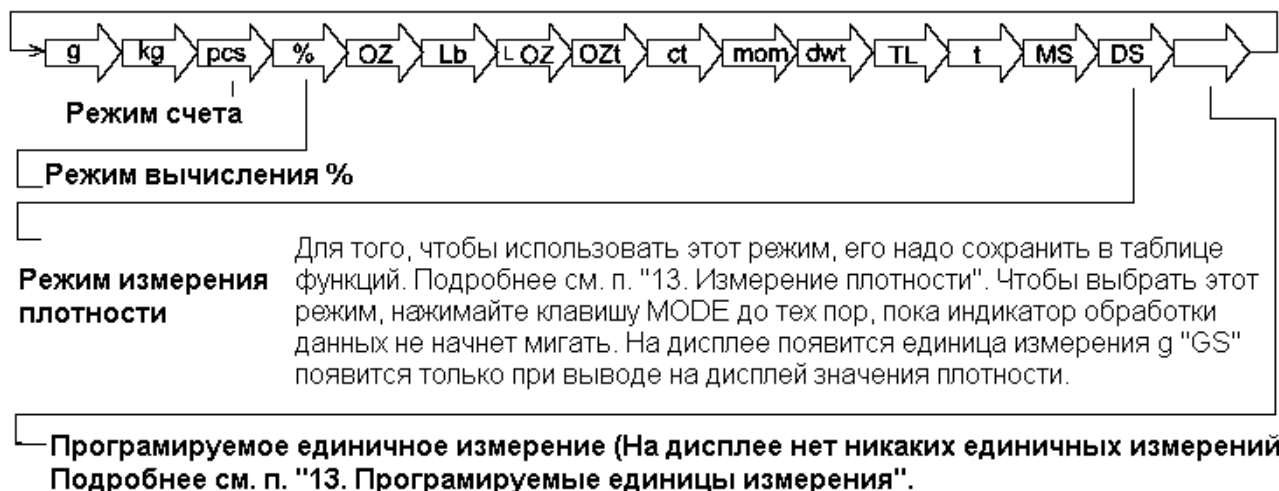 g kg pcs % OZ Lb L OZ OZt ct mom dwt TL t MS DS
Режим счета
Режим вычисления %
Режим измерения плотности
Для того, чтобы использовать этот режим, его надо сохранить в таблице
функций. Подробнее см. п. "13. Измерение плотности". Чтобы выбрать этот
режим, нажимайте клавишу MODE до тех пор, пока индикатор обработки
данных не начнет мигать. На дисплее появится единица измерения g "GS"
появится только при выводе на дисплей значения плотности.
Програмируемое единичное измерение (На дисплее нет никаких единичных измерений
Подробнее см. п. "13. Програмируемые единицы измерения".